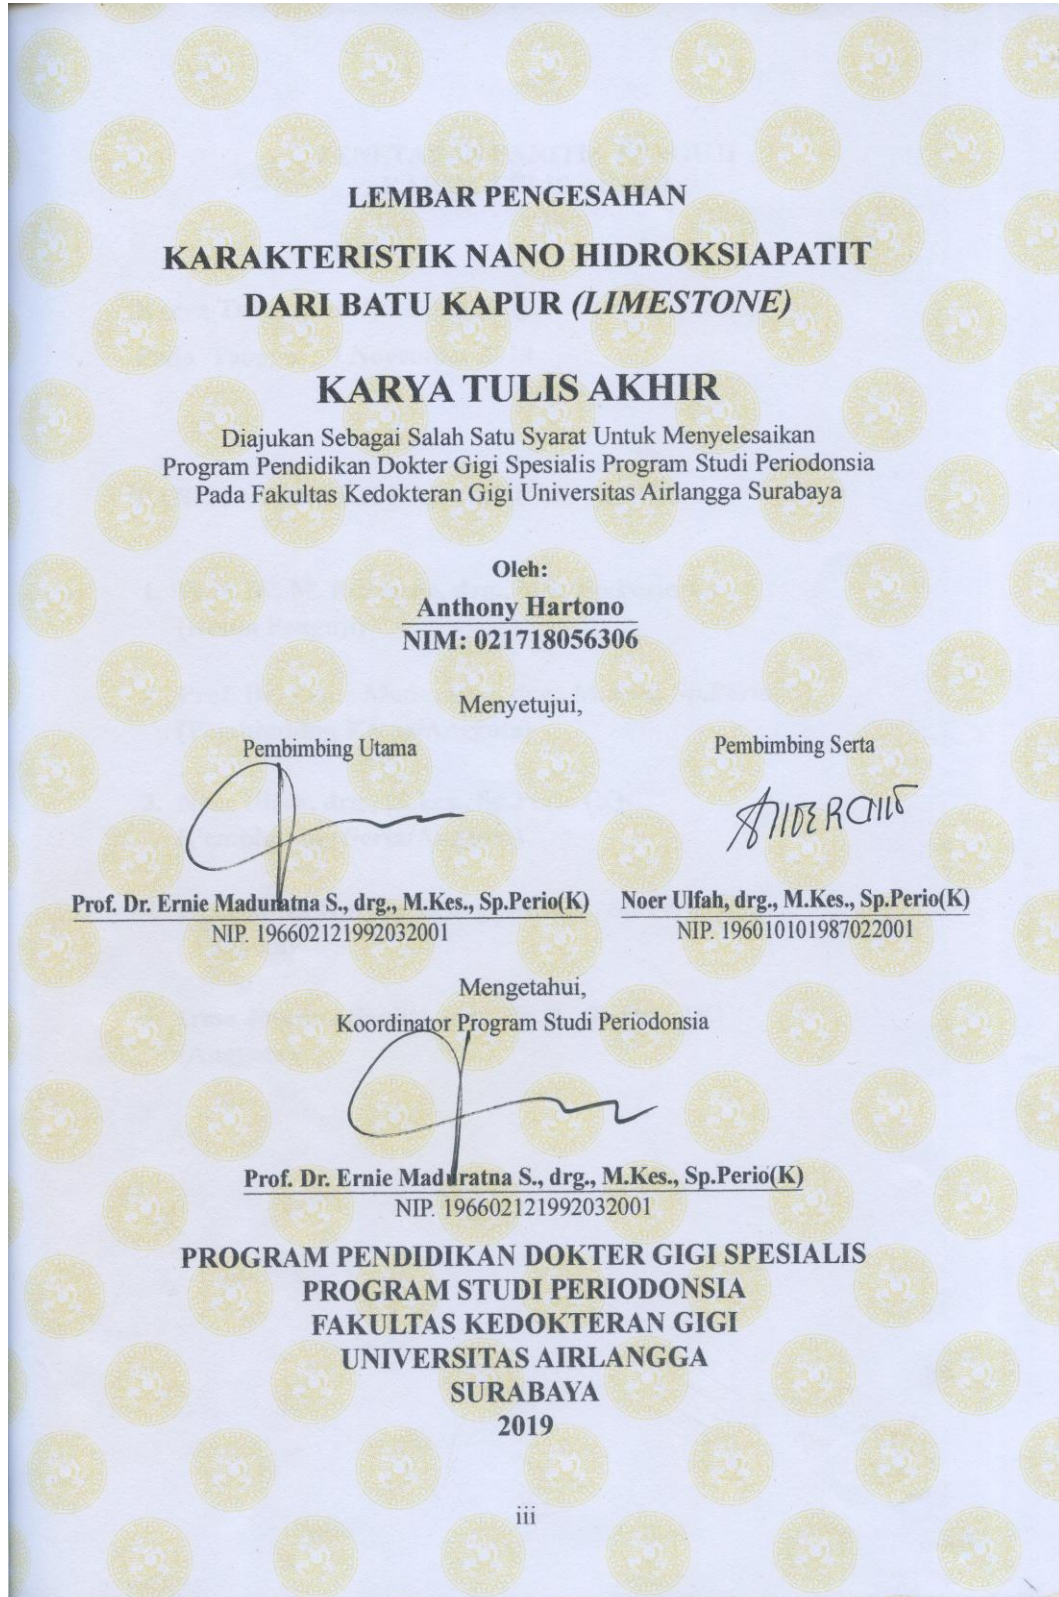 LEMBAR PENGESAHAN
KARAKTERISTIK NANO HIDROKSIAPATIT
DARI BATU KAPUR (LIMESTONE)
KARYA TULIS AKHIR
Diajukan Sebagai Salah Satu Syarat Untuk Menyelesaikan
Program Pendidikan Dokter Gigi Spesialis Program Studi Periodonsia
Pada Fakultas Kedokteran Gigi Universitas Airlangga Surabaya
Oleh:
Anthony Hartono
NIM: 021718056306
Menyetujui,
Pembimbing Utama
Pembimbing Serta
Prof. Dr. Ernie Maduratna S., drg., M.Kes., Sp.Perio(K)
NIP. 196602121992032001
Noer Ulfah, drg., M.Kes., Sp.Perio(K)
NIP. 196010101987022001
Mengetahui,
Koordinator Program Studi Periodonsia
Prof. Dr. Ernie Maduratna S., drg., M.Kes., Sp.Perio(K)
NIP. 196602121992032001
PROGRAM PENDIDIKAN DOKTER GIGI SPESIALIS
PROGRAM STUDI PERIODONSIA
FAKULTAS KEDOKTERAN GIGI
UNIVERSITAS AIRLANGGA
SURABAYA
2019
iii